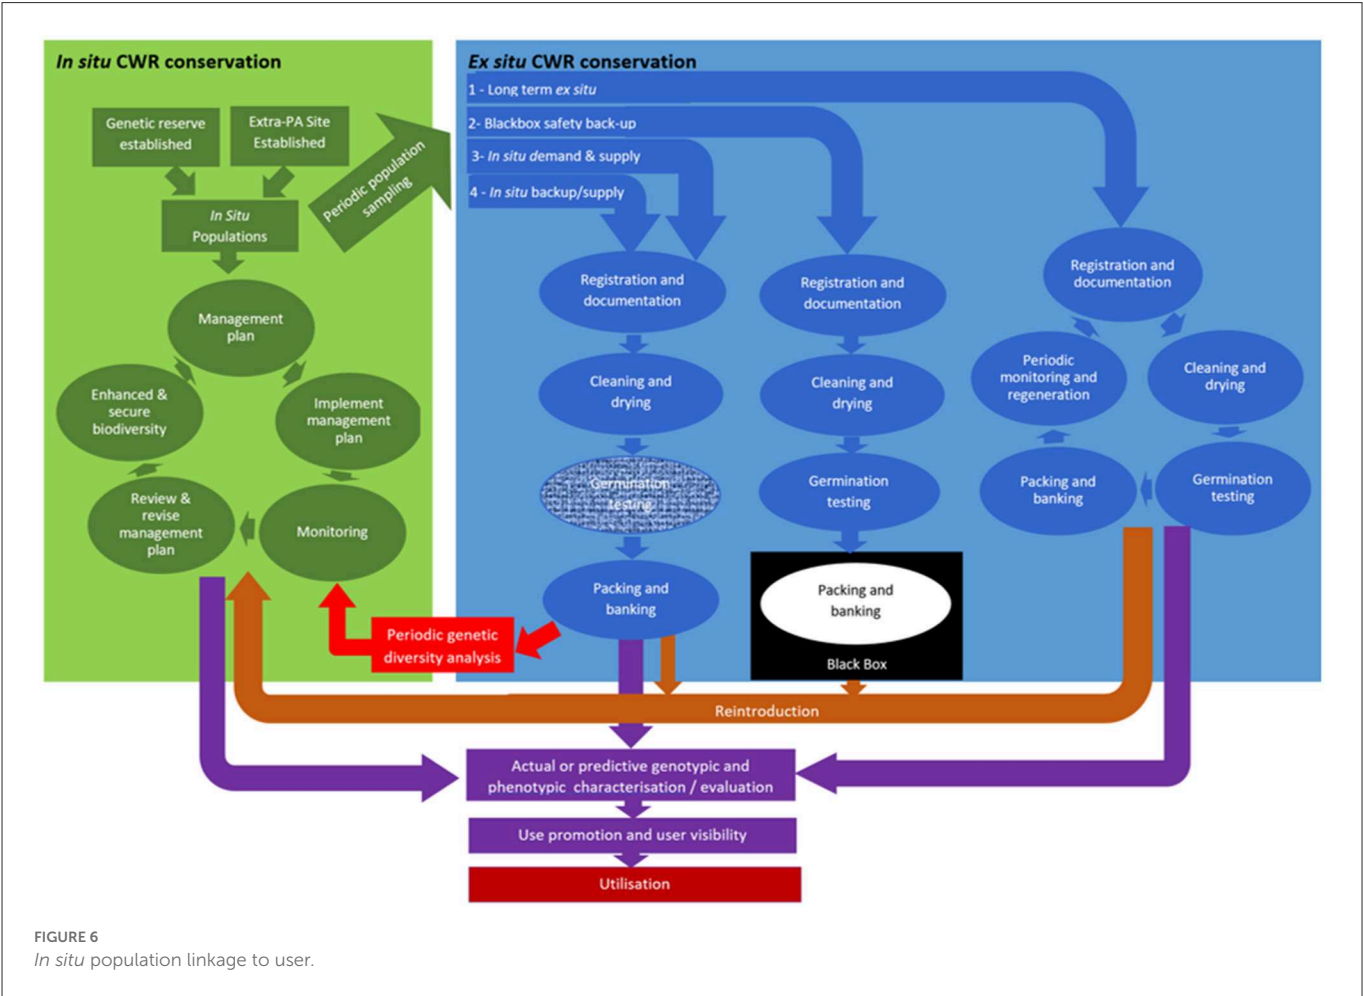 In situ CWR conservation
Genetic reserve
established
Extra-PA Site
Established
Periodic population
sampling
In Situ
Populations
Management
plan
Implement
management
plan
Monitoring
Review &
revise
management
plan
Enhanced &
secure
biodiversity
Ex situ CWR conservation
1 - Long term ex situ
2- Blackbox safety back-up
3- In situ demand & supply
4 - In situ backup/supply
Registration and
documentation
Cleaning and
drying
Germination
testing
Packing and
banking
Registration and
documentation
Cleaning and
drying
Germination
testing
Packing and
banking
Black Box
Registration and
documentation
Cleaning and
drying
Germination
testing
Packing and
banking
Periodic
monitoring and
regeneration
Periodic genetic
diversity analysis
Reintroduction
Actual or predictive genotypic and
phenotypic characterisation / evaluation
Use promotion and user visibility
Utilisation
FIGURE 6
In situ population linkage to user.